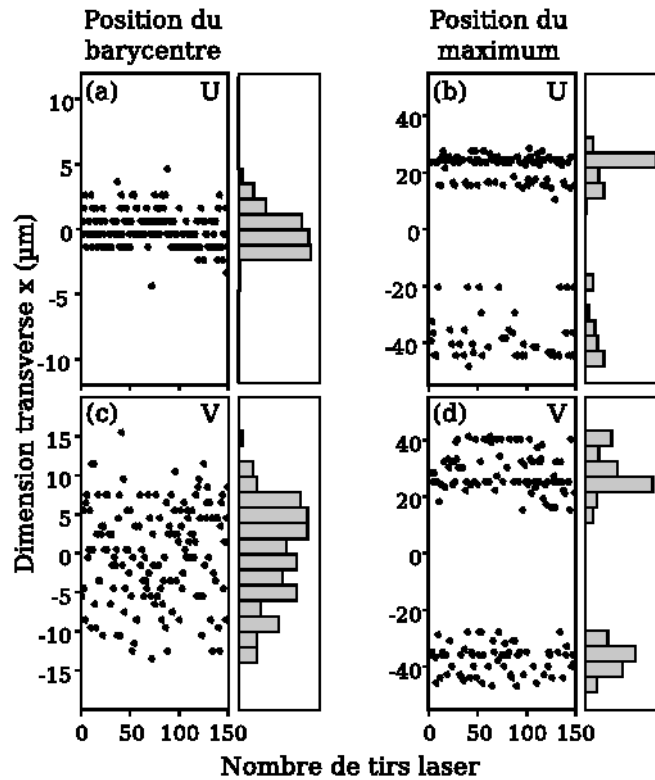 Position du
barycentre
Position du
maximum
(a) U
(b) U
10
5
0
-5
-10
40
20
0
-20
-40
Dimension transverse x (µm)
(c) V
(d) V
15
10
5
0
-5
-10
-15
40
20
0
-20
-40
0 50 100 150
0 50 100 150
Nombre de tirs laser